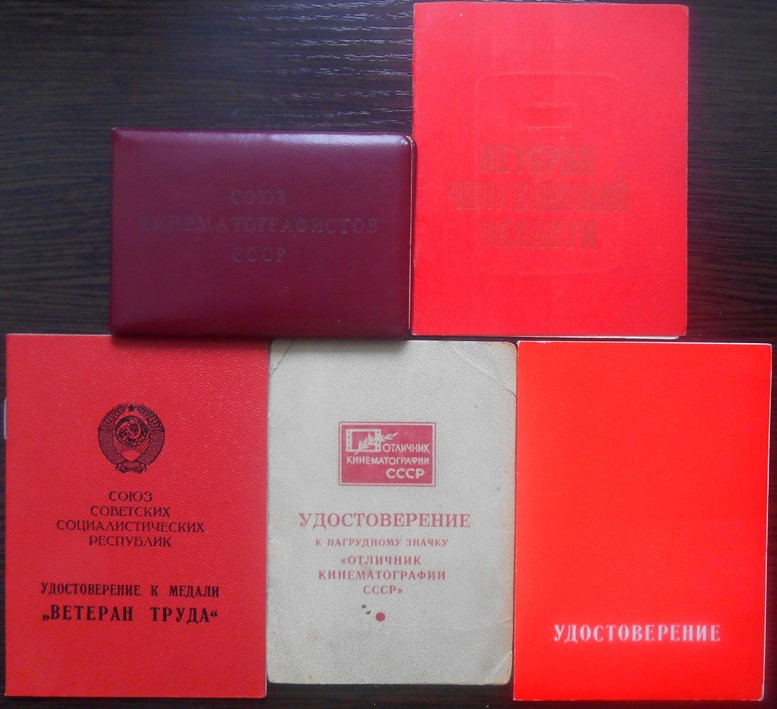 СОЮЗ
КИНЕМАТОГРАФИСТОВ
СССР
ВЕТЕРАН
ЧЕЛЯБИНСКОЙ
ОБЛАСТИ
СОЮЗ
СОВЕТСКИХ
СОЦИАЛИСТИЧЕСКИХ
РЕСПУБЛИК
УДОСТОВЕРЕНИЕ К МЕДАЛИ
„ВЕТЕРАН ТРУДА“
ОТЛИЧНИК
КИНЕМАТОГРАФИИ
СССР
УДОСТОВЕРЕНИЕ
К НАГРУДНОМУ ЗНАЧКУ
«ОТЛИЧНИК
КИНЕМАТОГРАФИИ
СССР»
УДОСТОВЕРЕНИЕ